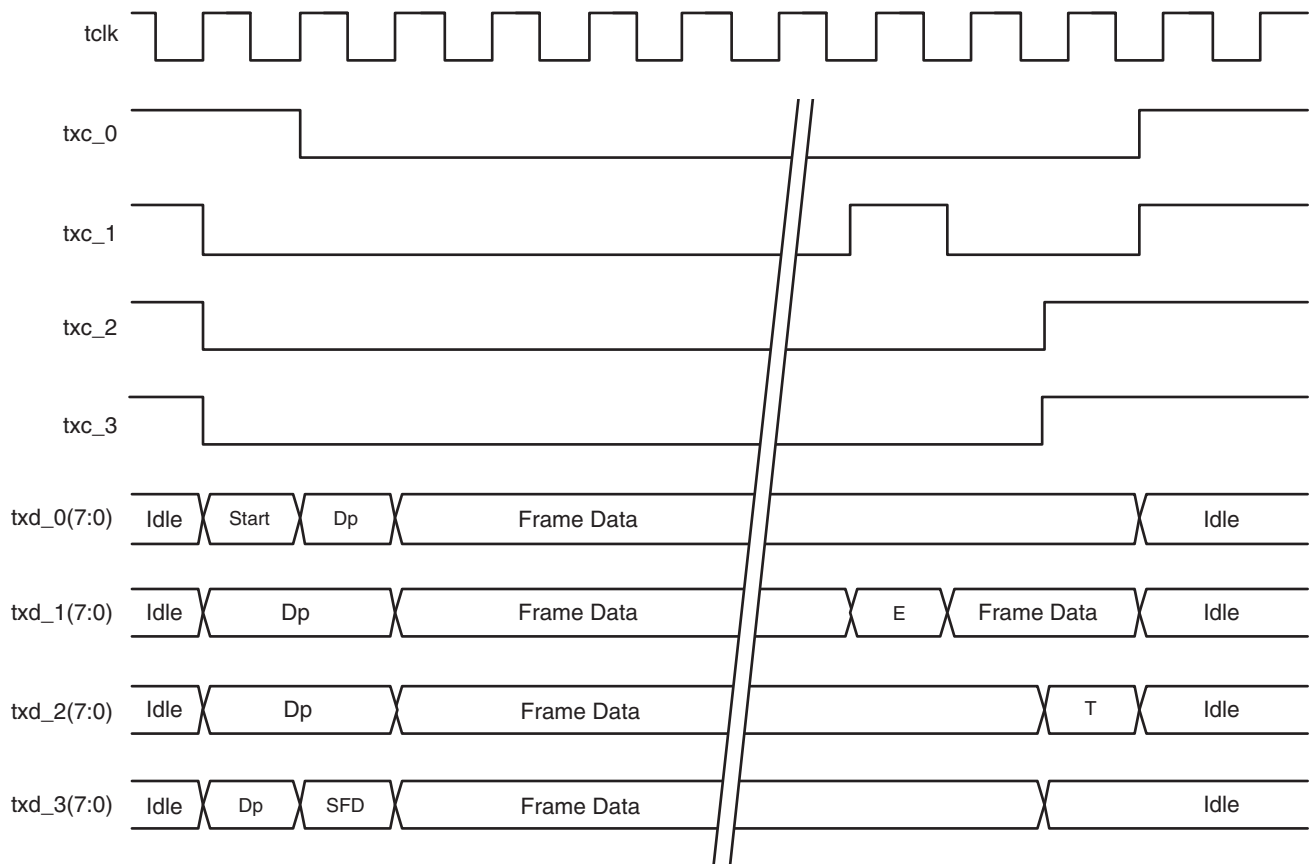 tclk
txc_0
txc_1
txc_2
txc_3
txd_0(7:0) Idle Start Dp Frame Data Idle
txd_1(7:0) Idle Dp Frame Data E Frame Data Idle
txd_2(7:0) Idle Dp Frame Data T Idle
txd_3(7:0) Idle Dp SFD Frame Data Idle